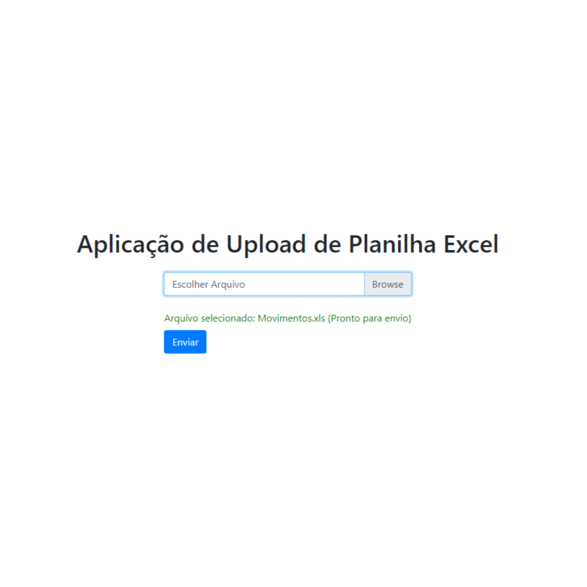 Aplicação de Upload de Planilha Excel
Escolher Arquivo Browse
Arquivo selecionado: Movimentos.xls (Pronto para envio)
Enviar